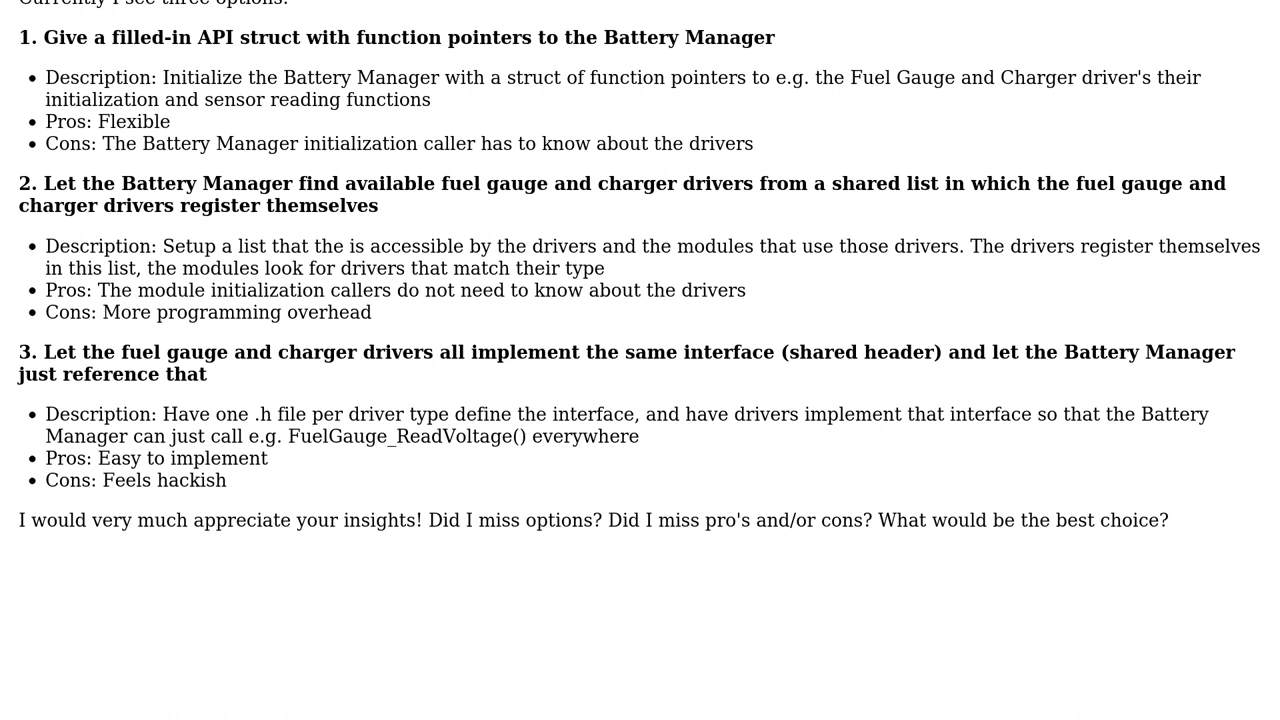 Currently I see three options:
1. Give a filled-in API struct with function pointers to the Battery Manager
• Description: Initialize the Battery Manager with a struct of function pointers to e.g. the Fuel Gauge and Charger driver's their
initialization and sensor reading functions
• Pros: Flexible
• Cons: The Battery Manager initialization caller has to know about the drivers
2. Let the Battery Manager find available fuel gauge and charger drivers from a shared list in which the fuel gauge and
charger drivers register themselves
• Description: Setup a list that the is accessible by the drivers and the modules that use those drivers. The drivers register themselves
in this list, the modules look for drivers that match their type
• Pros: The module initialization callers do not need to know about the drivers
• Cons: More programming overhead
3. Let the fuel gauge and charger drivers all implement the same interface (shared header) and let the Battery Manager
just reference that
• Description: Have one .h file per driver type define the interface, and have drivers implement that interface so that the Battery
Manager can just call e.g. FuelGauge_ReadVoltage() everywhere
• Pros: Easy to implement
• Cons: Feels hackish
I would very much appreciate your insights! Did I miss options? Did I miss pro's and/or cons? What would be the best choice?